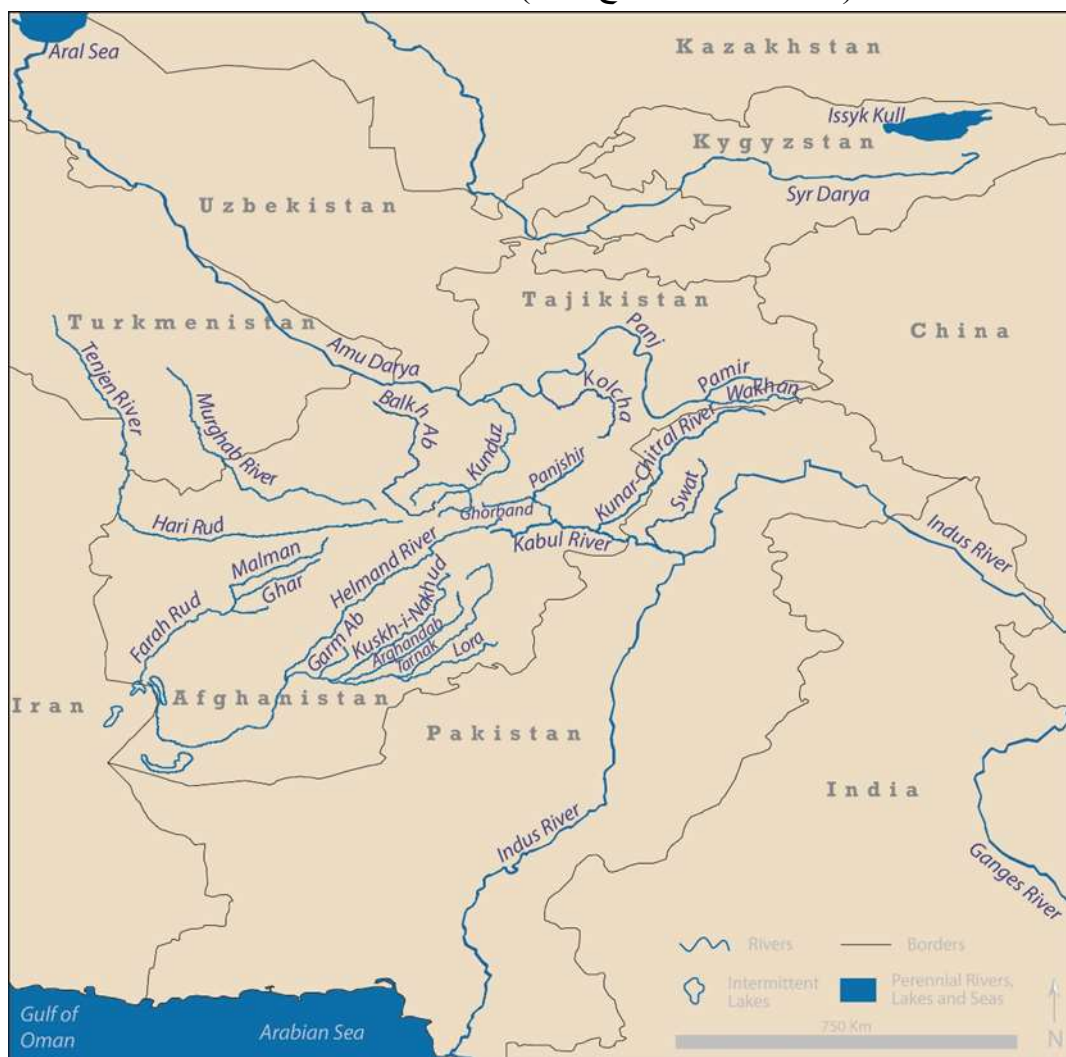 Kazakhstan
Aral Sea
Issyk Kull
Kygyzstan
Syr Darya
Uzbekistan
Tajikistan
China
Turkmenistan
Panj
Amu Darya
Tenjen River
Kolcha
Pamir
Wakhan
Balkh Ab
Murghab River
Kunduz
Kunar-Chitral River
Panjshir
Swat
Ghorband
Hari Rud
Kabul River
Indus River
Malman
Helmand River
Ghar
Farah Rud
Garm Ab
Kuskh-i-Nakhud
Arghandab
Tarnak
Lora
Iran
Afghanistan
Pakistan
India
Indus River
Ganges River
Rivers
Borders
Intermittent
Lakes
Perennial Rivers,
Lakes and Seas
Gulf of
Oman
Arabian Sea
750 Km
N